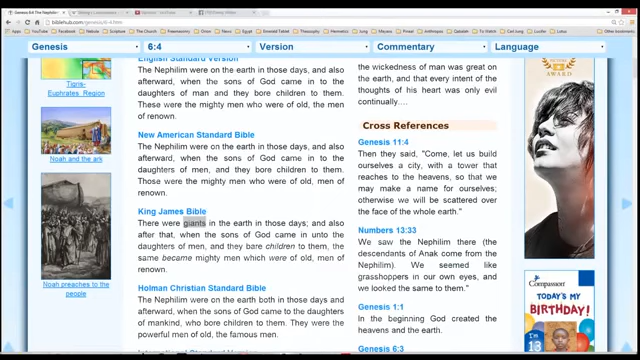 Genesis 6:4 The Nephilim
biblehub.com/genesis/6-4.htm
Genesis
6:4
Version
Commentary
Language
Tigris-
Euphrates Region
Noah and the ark
Noah preaches to the
people
English Standard Version
The Nephilim were on the earth in those days, and also
afterward, when the sons of God came in to the
daughters of man and they bore children to them.
These were the mighty men who were of old, the men
of renown.
New American Standard Bible
The Nephilim were on the earth in those days, and also
afterward, when the sons of God came in to the
daughters of men, and they bore children to them.
Those were the mighty men who were of old, men of
renown.
King James Bible
There were giants in the earth in those days; and also
after that, when the sons of God came in unto the
daughters of men, and they bare children to them, the
same became mighty men which were of old, men of
renown.
Holman Christian Standard Bible
The Nephilim were on the earth both in those days and
afterward, when the sons of God came to the daughters
of mankind, who bore children to them. They were the
powerful men of old, the famous men.
the wickedness of man was great on
the earth, and that every intent of the
thoughts of his heart was only evil
continually....
Cross References
Genesis 11:4
Then they said, "Come, let us build
ourselves a city, with a tower that
reaches to the heavens, so that we
may make a name for ourselves;
otherwise we will be scattered over
the face of the whole earth."
Numbers 13:33
We saw the Nephilim there (the
descendants of Anak come from the
Nephilim). We seemed like
grasshoppers in our own eyes, and
we looked the same to them."
Genesis 1:1
In the beginning God created the
heavens and the earth.
Genesis 6:3
AWARD
Compassion
TODAY'S MY
BIRTHDAY!
I'm
13